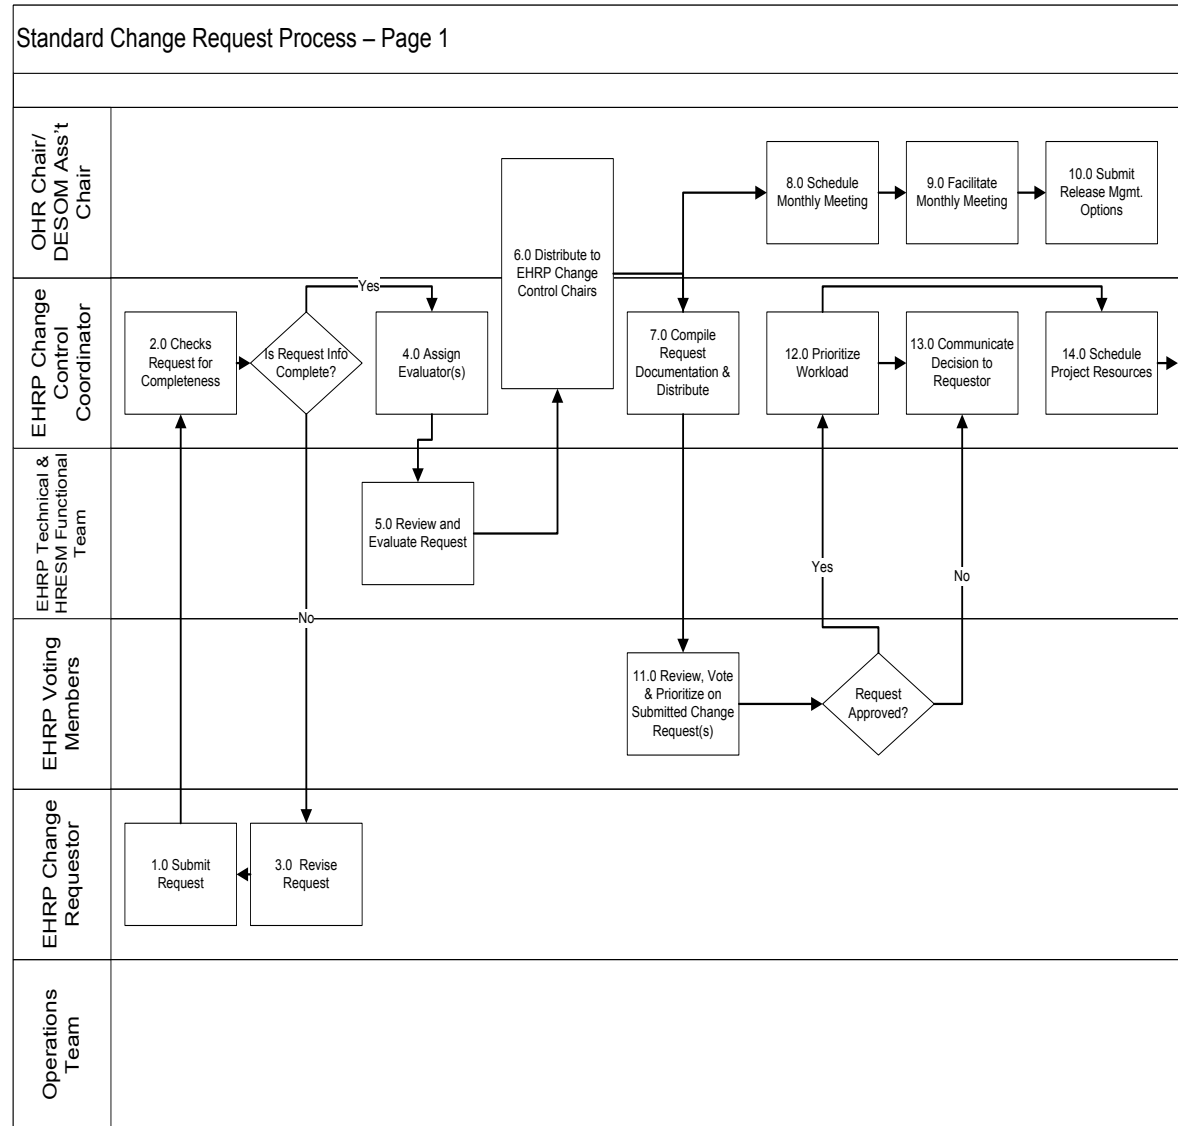 Standard Change Request Process – Page 1
OHR Chair/
DESOM Ass't
Chair
6.0 Distribute to
EHRP Change
Control Chairs
8.0 Schedule
Monthly Meeting
9.0 Facilitate
Monthly Meeting
10.0 Submit
Release Mgmt.
Options
EHRP Change
Control
Coordinator
2.0 Checks
Request for
Completeness
Is Request Info
Complete?
Yes
4.0 Assign
Evaluator(s)
7.0 Compile
Request
Documentation &
Distribute
12.0 Prioritize
Workload
13.0 Communicate
Decision to
Requestor
14.0 Schedule
Project Resources
EHRP Technical &
HRESM Functional
Team
5.0 Review and
Evaluate Request
Yes
No
No
EHRP Voting
Members
11.0 Review, Vote
& Prioritize on
Submitted Change
Request(s)
Request
Approved?
EHRP Change
Requestor
1.0 Submit
Request
3.0 Revise
Request
Operations
Team